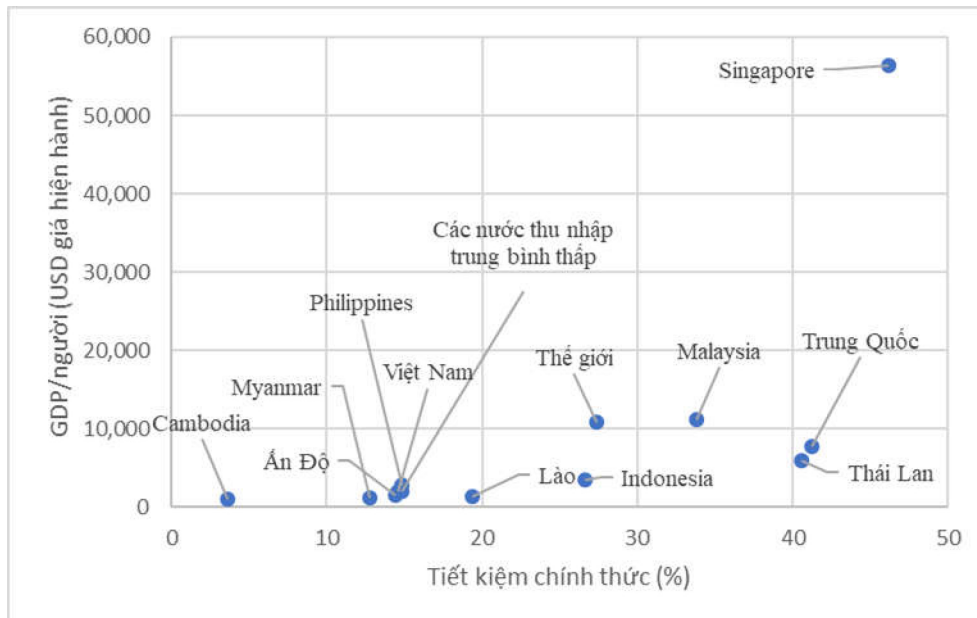 60,000
50,000
40,000
30,000
20,000
10,000
0
GDP/người (USD giá hiện hành)
Singapore
Các nước thu nhập
trung bình thấp
Philippines
Việt Nam
Thế giới
Malaysia
Trung Quốc
Myanmar
Cambodia
Ấn Độ
Lào
Indonesia
Thái Lan
0 10 20 30 40 50
Tiết kiệm chính thức (%)